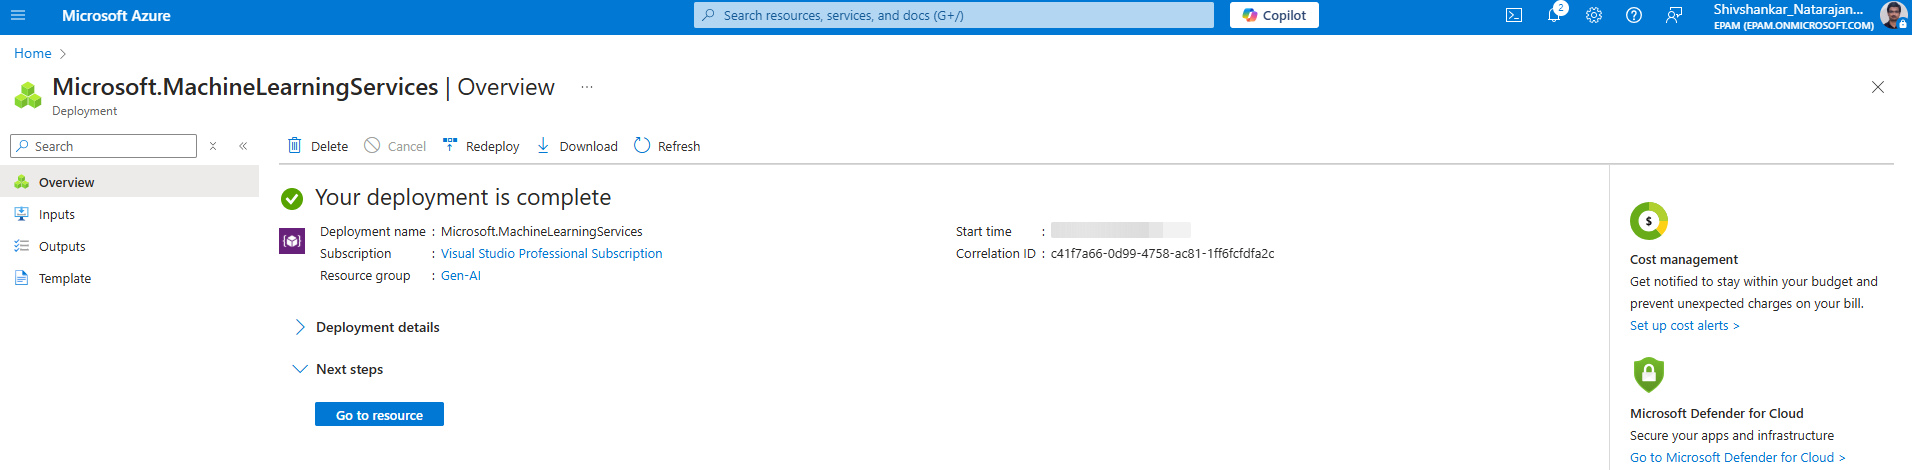 Microsoft Azure
Search resources, services, and docs (G+/)
Copilot
2
Shivshankar_Natarajan...
EPAM (EPAM.ONMICROSOFT.COM)
Home
Microsoft.MachineLearningServices | Overview
...
Deployment
Search
Delete
Cancel
Redeploy
Download
Refresh
Overview
Inputs
Outputs
Template
Your deployment is complete
Deployment name : Microsoft.MachineLearningServices
Subscription : Visual Studio Professional Subscription
Resource group : Gen-AI
Start time :
Correlation ID : c41f7a66-0d99-4758-ac81-1ff6fcfdfa2c
Deployment details
Next steps
Go to resource
$
Cost management
Get notified to stay within your budget and
prevent unexpected charges on your bill.
Set up cost alerts >
Microsoft Defender for Cloud
Secure your apps and infrastructure
Go to Microsoft Defender for Cloud >